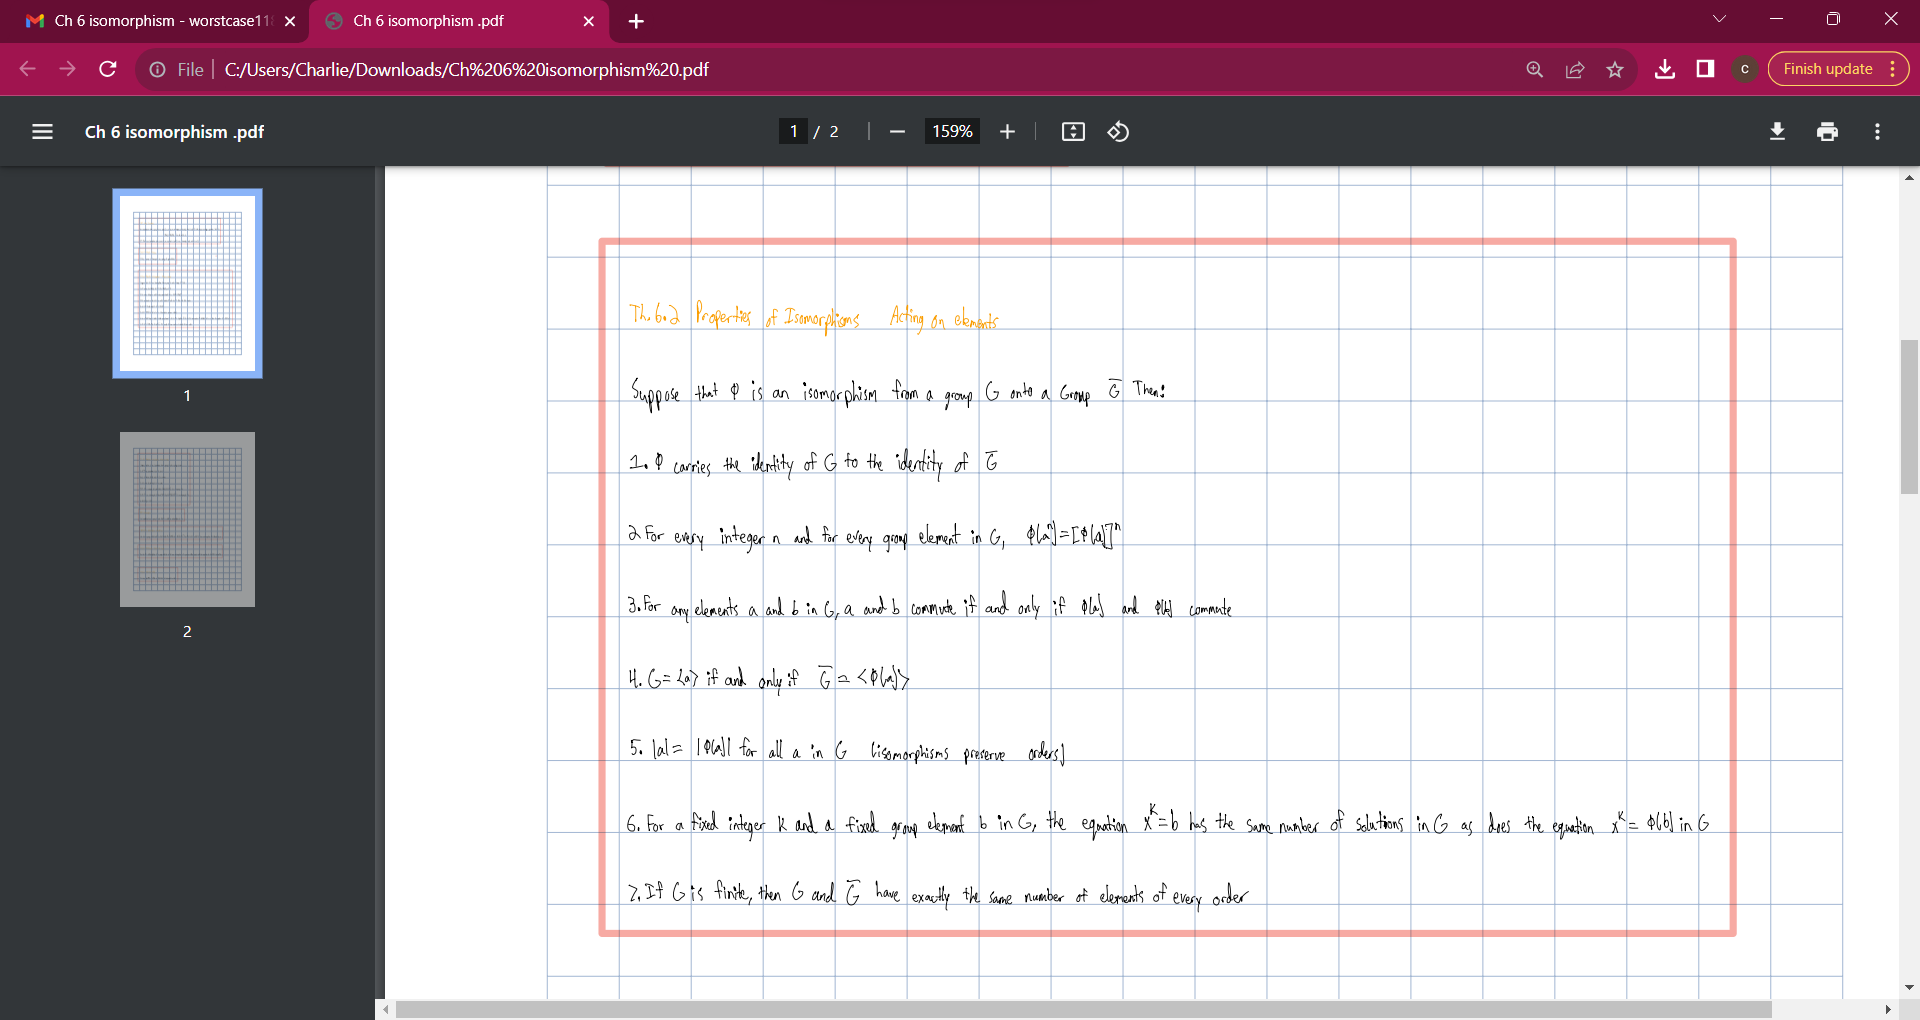 Ch 6 isomorphism - worstcase11
Ch 6 isomorphism .pdf
File C:/Users/Charlie/Downloads/Ch%206%20isomorphism%20.pdf
C
Finish update
Ch 6 isomorphism .pdf
1 / 2
159%
1
2
Th. 6.2 Properties of Isomorphisms Acting on elements
Suppose that φ is an isomorphism from a group G onto a Group G̅ Then:
1. φ carries the identity of G to the identity of G̅
2 For every integer n and for every group element in G, φ(aⁿ)=[φ(a)]ⁿ
3. For any elements a and b in G, a and b commute if and only if φ(a) and φ(b) commute
4. G=⟨a⟩ if and only if G̅ = <φ(a)>
5. |a| = |φ(a)| for all a in G (isomorphisms preserve orders)
6. For a fixed integer K and a fixed group element b in G, the equation xᴷ=b has the same number of solutions in G as does the equation xᴷ= φ(b) in G
7. If G is finite, then G and G̅ have exactly the same number of elements of every order